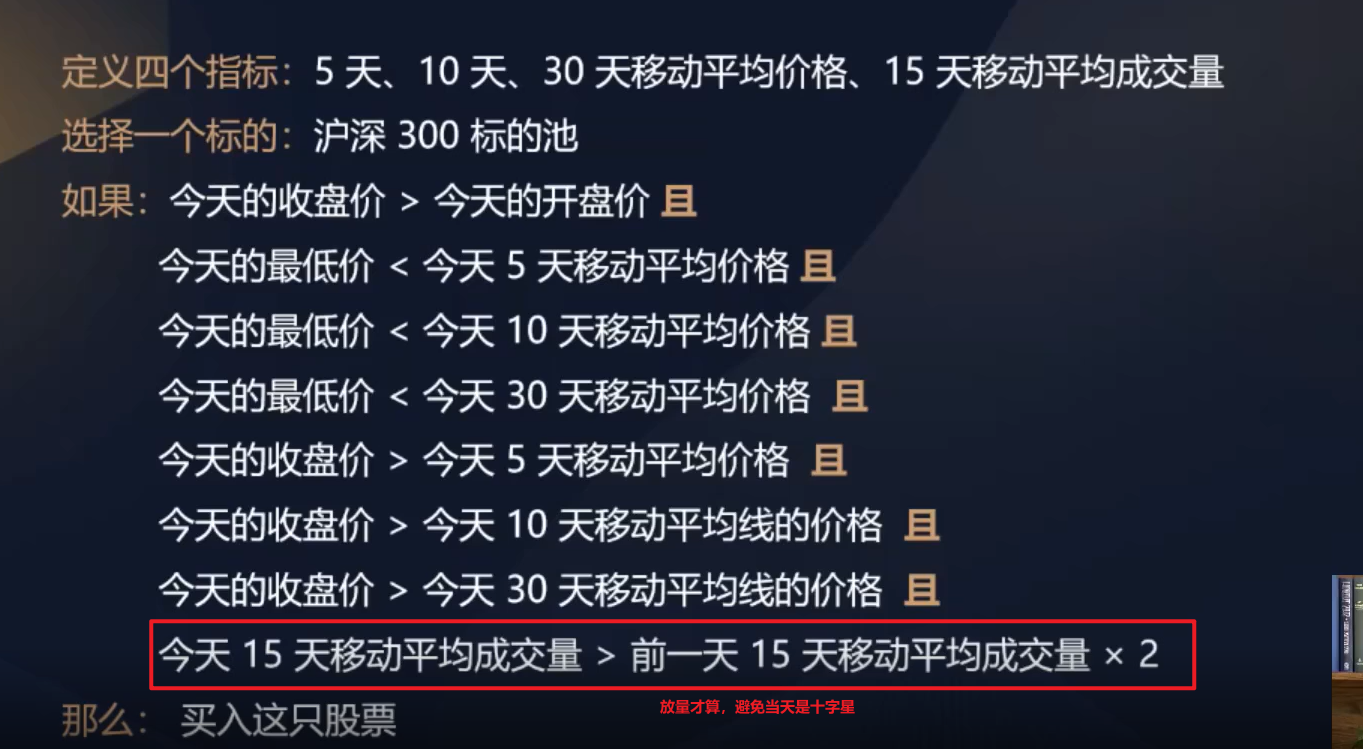 定义四个指标：5 天、10 天、30 天移动平均价格、15 天移动平均成交量
选择一个标的：沪深 300 标的池
如果：今天的收盘价 > 今天的开盘价 且
今天的最低价 < 今天 5 天移动平均价格 且
今天的最低价 < 今天 10 天移动平均价格 且
今天的最低价 < 今天 30 天移动平均价格 且
今天的收盘价 > 今天 5 天移动平均价格 且
今天的收盘价 > 今天 10 天移动平均线的价格 且
今天的收盘价 > 今天 30 天移动平均线的价格 且
今天 15 天移动平均成交量 > 前一天 15 天移动平均成交量 × 2
放量才算，避免当天是十字星
那么： 买入这只股票